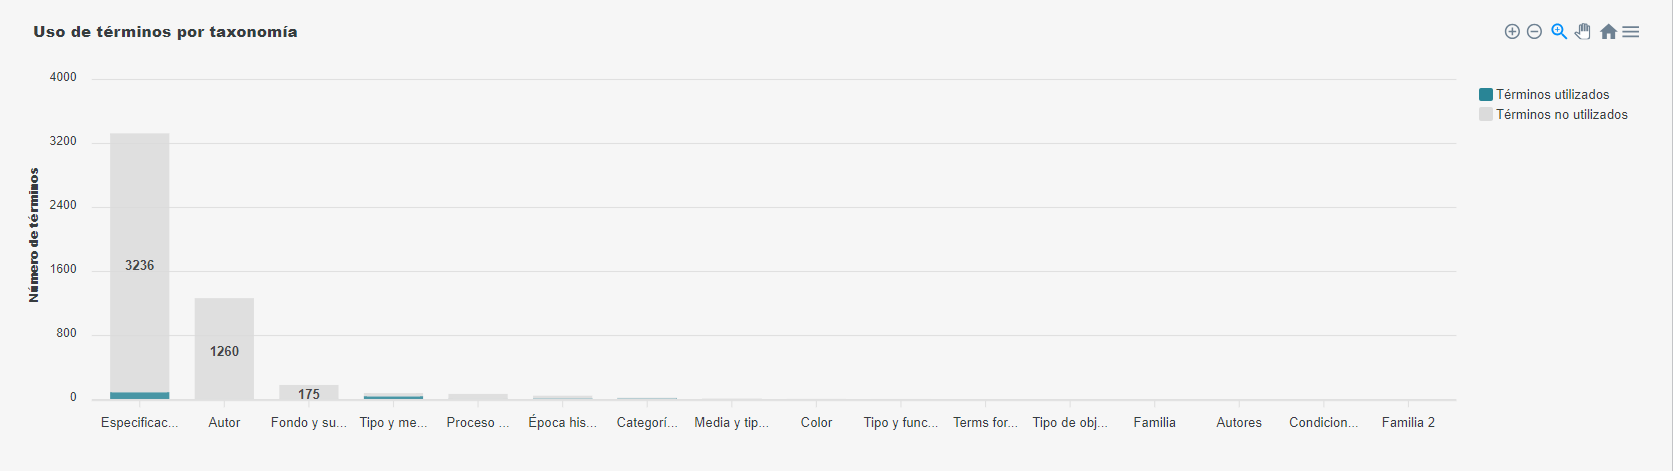 Uso de términos por taxonomía
4000
3200
2400
1600
800
0
Número de términos
3236
1260
175
Especificac...
Autor
Fondo y su...
Tipo y me...
Proceso ...
Época his...
Categorí...
Media y tip...
Color
Tipo y func...
Terms for...
Tipo de obj...
Familia
Autores
Condicion...
Familia 2
Términos utilizados
Términos no utilizados